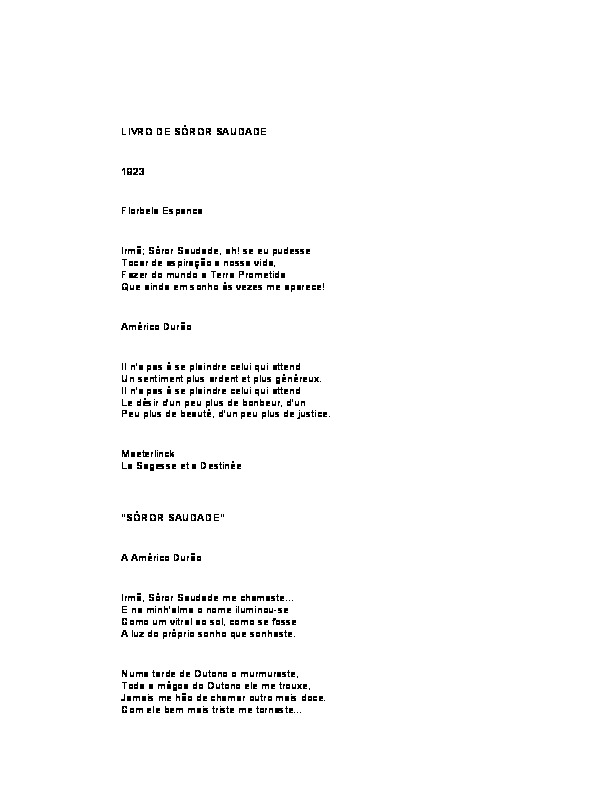 LIVRO DE SÓROR SAUDADE
1923
Florbela Espanca
Irmã; Sóror Saudade, ah! se eu pudesse
Tocar de aspiração a nossa vida,
Fazer do mundo a Terra Prometida
Que ainda em sonho às vezes me aparece!
Américo Durão
Il n'a pas à se plaindre celui qui attend
Un sentiment plus ardent et plus généreux.
Il n'a pas à se plaindre celui qui attend
Le désir d'un peu plus de bonbeur, d'un
Peu plus de beauté, d'un peu plus de justice.
Maeterlinck
La Sagesse et a Destinée
"SÓROR SAUDADE"
A Américo Durão
Irmã, Sóror Saudade me chamaste...
E na minh'alma o nome iluminou-se
Como um vitral ao sol, como se fosse
A luz do próprio sonho que sonhaste.
Numa tarde de Outono o murmuraste,
Toda a mágoa do Outono ele me trouxe,
Jamais me hão de chamar outro mais doce.
Com ele bem mais triste me tornaste...